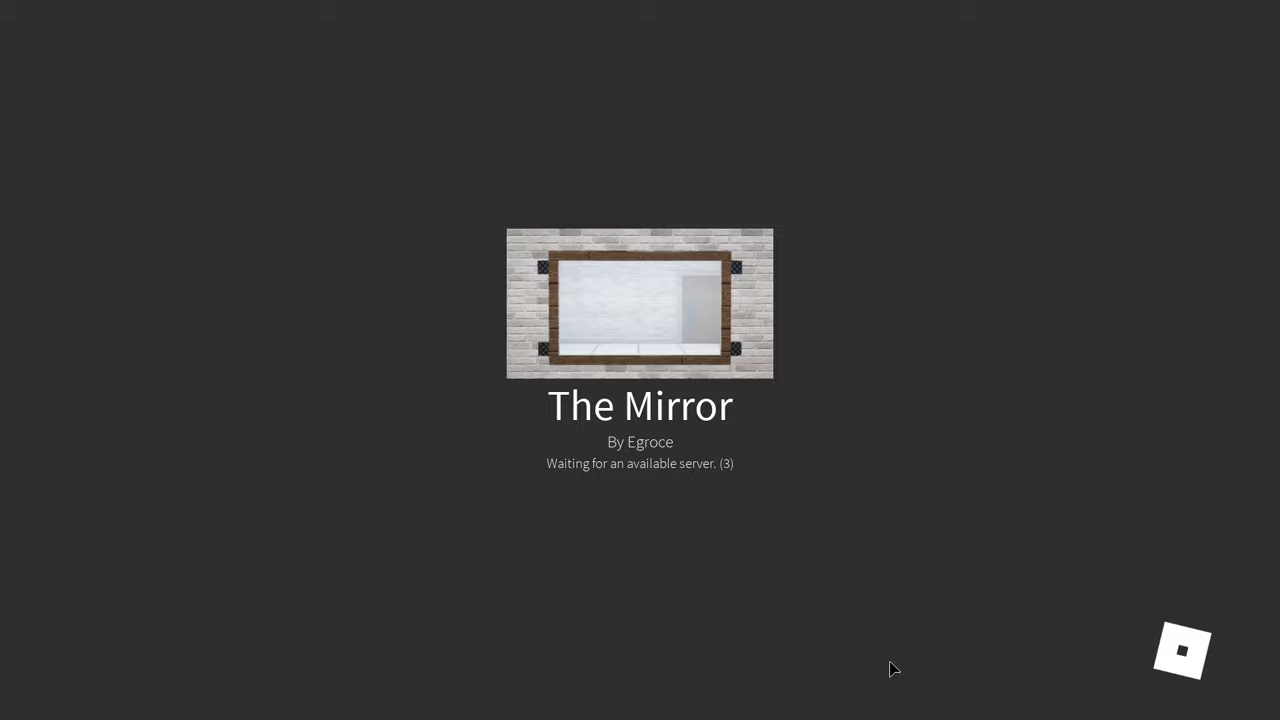 The Mirror
By Egroce
Waiting for an available server. (3)